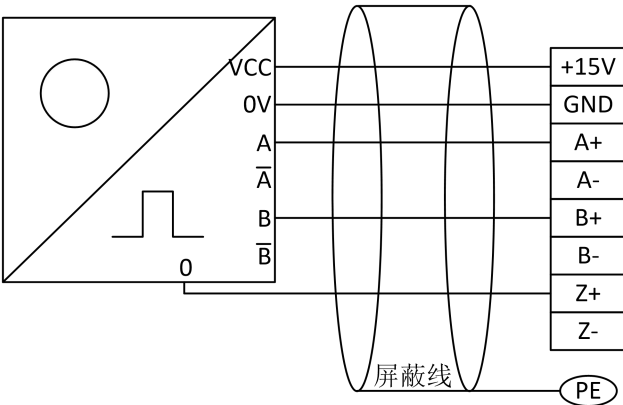 VCC
0V
A
A̅
B
B̅
0
+15V
GND
A+
A-
B+
B-
Z+
Z-
屏蔽线
PE